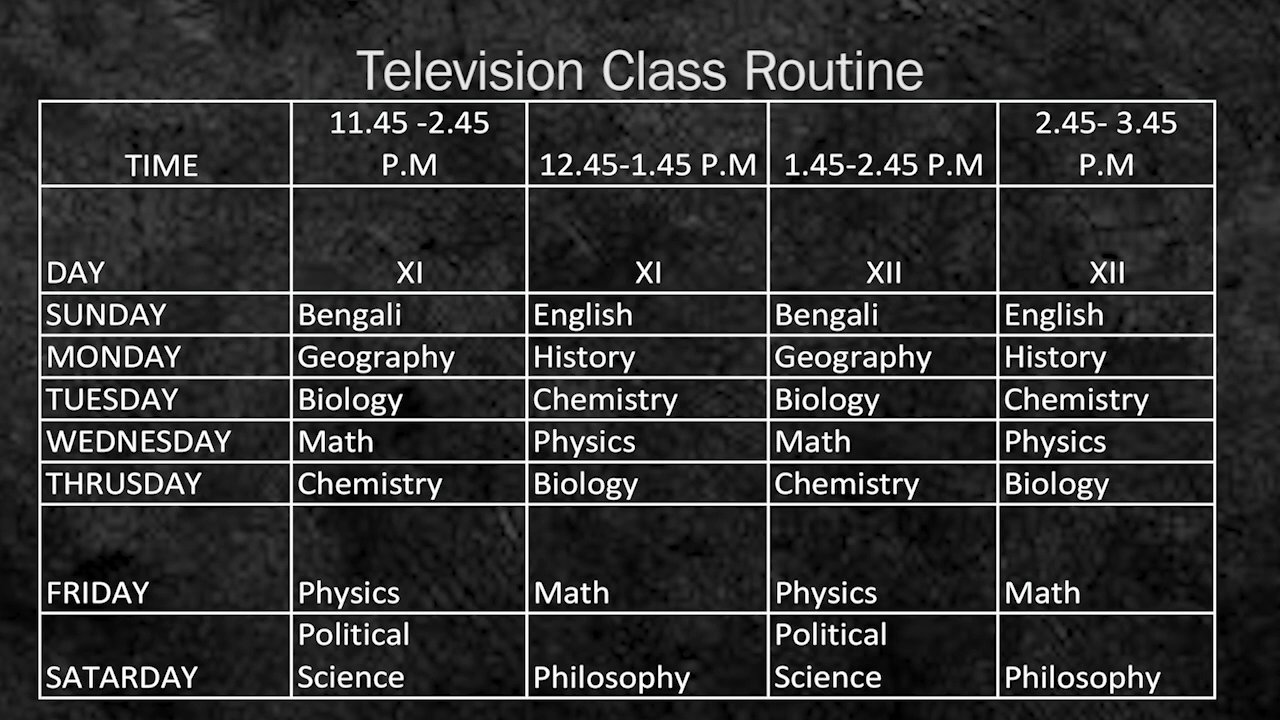 Television Class Routine
TIME 11.45 -2.45 P.M 12.45-1.45 P.M 1.45-2.45 P.M 2.45- 3.45 P.M
DAY XI XI XII XII
SUNDAY Bengali English Bengali English
MONDAY Geography History Geography History
TUESDAY Biology Chemistry Biology Chemistry
WEDNESDAY Math Physics Math Physics
THRUSDAY Chemistry Biology Chemistry Biology
FRIDAY Physics Math Physics Math
SATARDAY Political Science Philosophy Political Science Philosophy